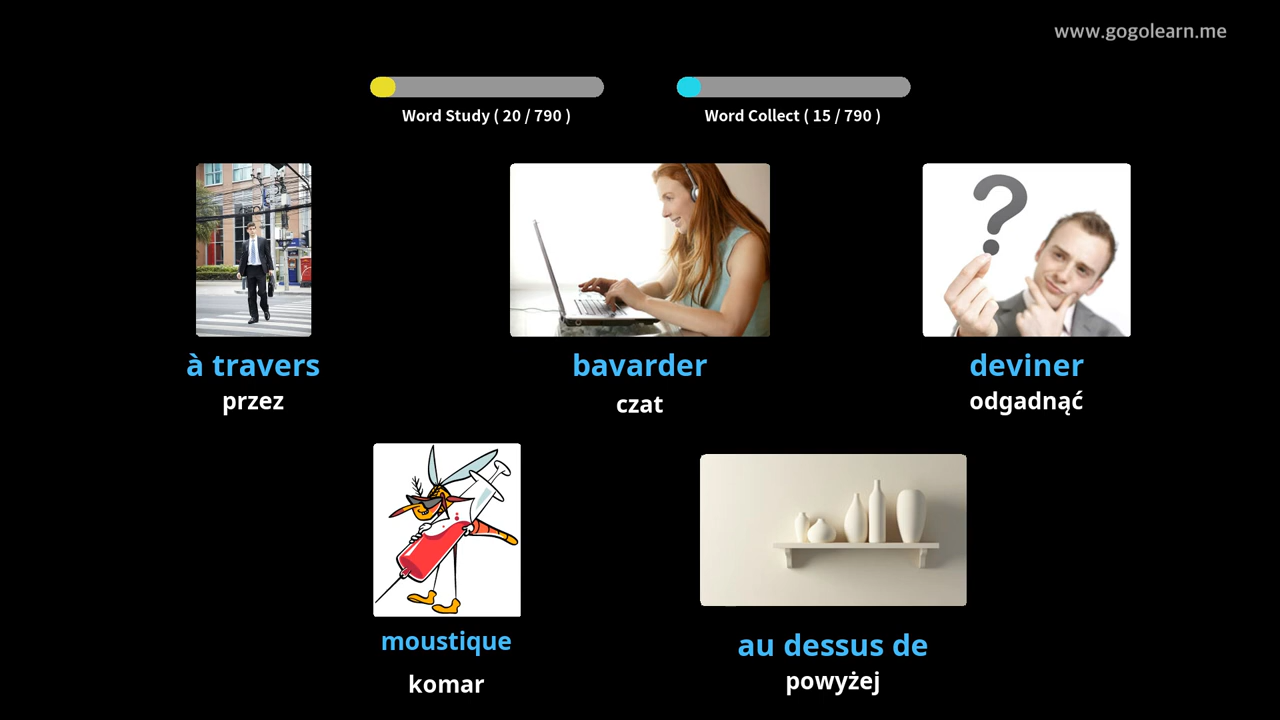 www.gogolearn.me
Word Study ( 20 / 790 )
Word Collect ( 15 / 790 )
à travers
przez
bavarder
czat
deviner
odgadnąć
moustique
komar
au dessus de
powyżej